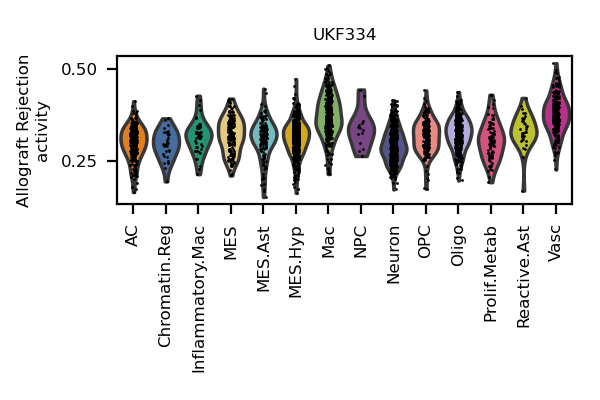 UKF334
Allograft Rejection
activity
0.50
0.25
AC
Chromatin.Reg
Inflammatory.Mac
MES
MES.Ast
MES.Hyp
Mac
NPC
Neuron
OPC
Oligo
Prolif.Metab
Reactive.Ast
Vasc